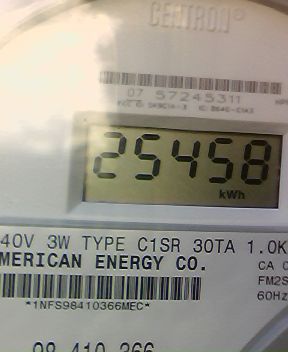 CENTRON®
07 57245311
25458
kWh
40V 3W TYPE C1SR 30TA 1.0K
MERICAN ENERGY CO.
CA 0
FM2S
60Hz
*1NFS98410366MEC*
98 410 366